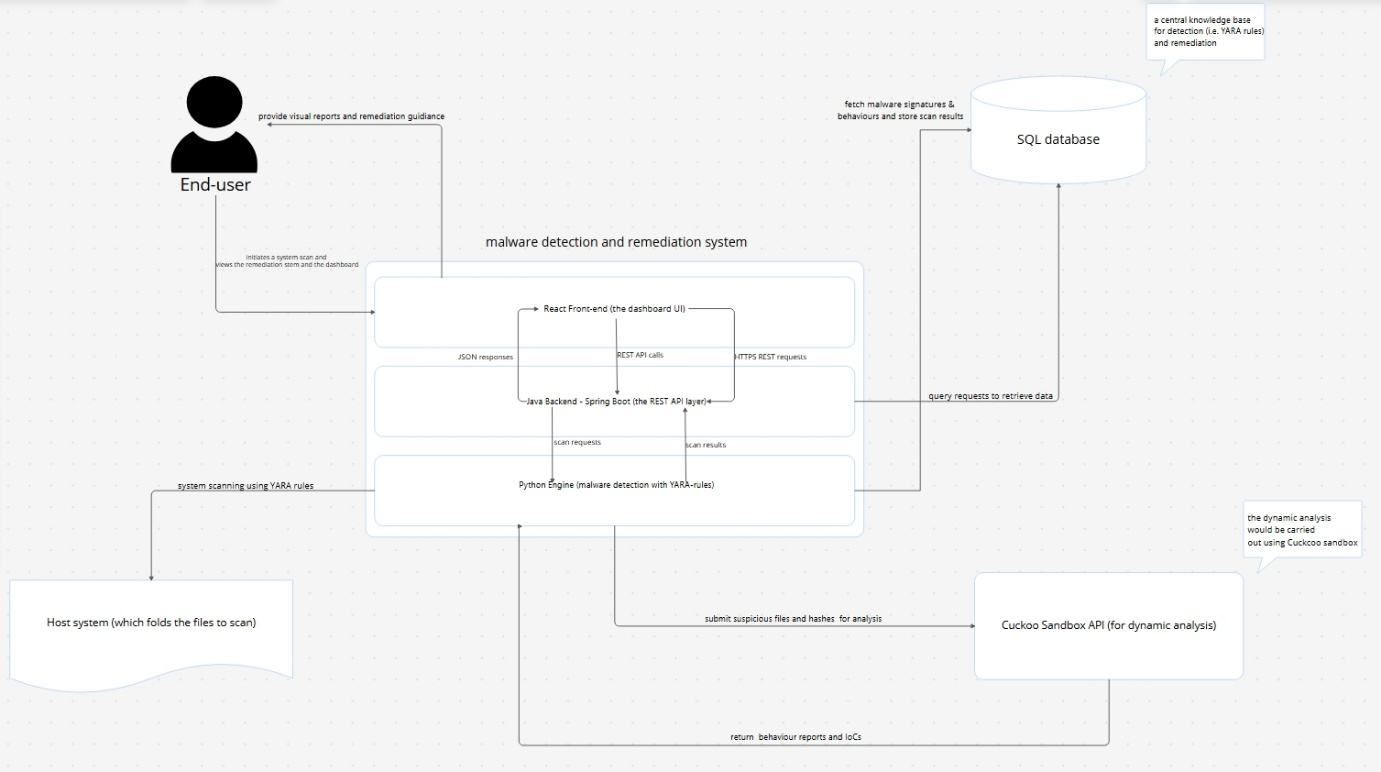 a central knowledge base
for detection (i.e. YARA rules)
and remediation
fetch malware signatures &
behaviours and store scan results
provide visual reports and remediation guidance
SQL database
End-user
malware detection and remediation system
initiates a system scan and
views the remediation stem and the dashboard
React Front-end (the dashboard UI)
JSON responses
REST API calls
HTTPS REST requests
Java Backend - Spring Boot (the REST API layer)
query requests to retrieve data
scan requests
scan results
system scanning using YARA rules
Python Engine (malware detection with YARA-rules)
the dynamic analysis
would be carried
out using Cuckcoo sandbox
Host system (which folds the files to scan)
submit suspicious files and hashes for analysis
Cuckoo Sandbox API (for dynamic analysis)
return behaviour reports and IoCs